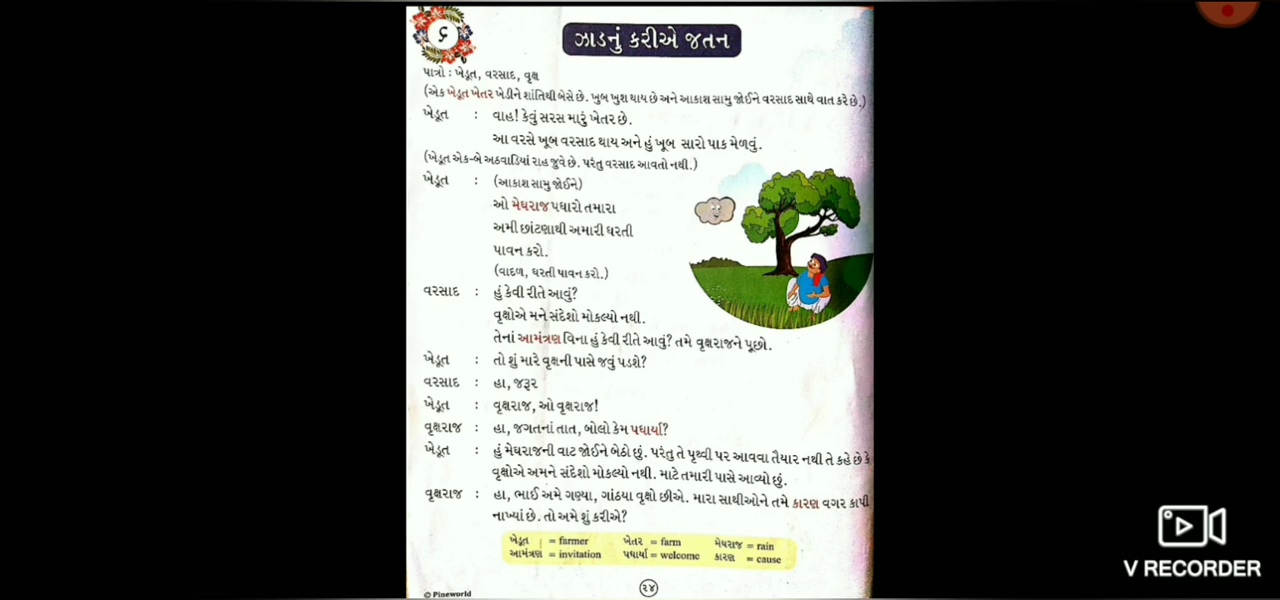 ૬
ઝાડનું કરીએ જતન
પાત્રો : ખેડૂત, વરસાદ, વૃક્ષ
(એક ખેડૂત ખેતર ખેડીને શાંતિથી બેસે છે. ખુબ ખુશ થાય છે અને આકાશ સામુ જોઈને વરસાદ સાથે વાત કરે છે.)
ખેડૂત : વાહ! કેવું સરસ મારું ખેતર છે.
આ વરસે ખૂબ વરસાદ થાય અને હું ખૂબ સારો પાક મેળવું.
(ખેડૂત એક-બે અઠવાડિયાં રાહ જુવે છે. પરંતુ વરસાદ આવતો નથી.)
ખેડૂત : (આકાશ સામુ જોઈને)
ઓ મેઘરાજ પધારો તમારા
અમી છાંટણાથી અમારી ધરતી
પાવન કરો.
(વાદળ, ધરતી પાવન કરો.)
વરસાદ : હું કેવી રીતે આવું?
વૃક્ષોએ મને સંદેશો મોકલ્યો નથી.
તેનાં આમંત્રણ વિના હું કેવી રીતે આવું? તમે વૃક્ષરાજને પૂછો.
ખેડૂત : તો શું મારે વૃક્ષની પાસે જવું પડશે?
વરસાદ : હા, જરૂર
ખેડૂત : વૃક્ષરાજ, ઓ વૃક્ષરાજ!
વૃક્ષરાજ : હા, જગતનાં તાત, બોલો કેમ પધાર્યા?
ખેડૂત : હું મેઘરાજની વાટ જોઈને બેઠો છું. પરંતુ તે પૃથ્વી પર આવવા તૈયાર નથી તે કહે છે કે
વૃક્ષોએ અમને સંદેશો મોકલ્યો નથી. માટે તમારી પાસે આવ્યો છું.
વૃક્ષરાજ : હા, ભાઈ અમે ગણ્યા, ગાંઠયા વૃક્ષો છીએ. મારા સાથીઓને તમે કારણ વગર કાપી
નાખ્યાં છે. તો અમે શું કરીએ?
ખેડૂત = farmer ખેતર = farm મેઘરાજ = rain
આમંત્રણ = invitation પધાર્યા = welcome કારણ = cause
© Pineworld
૨૪
V RECORDER